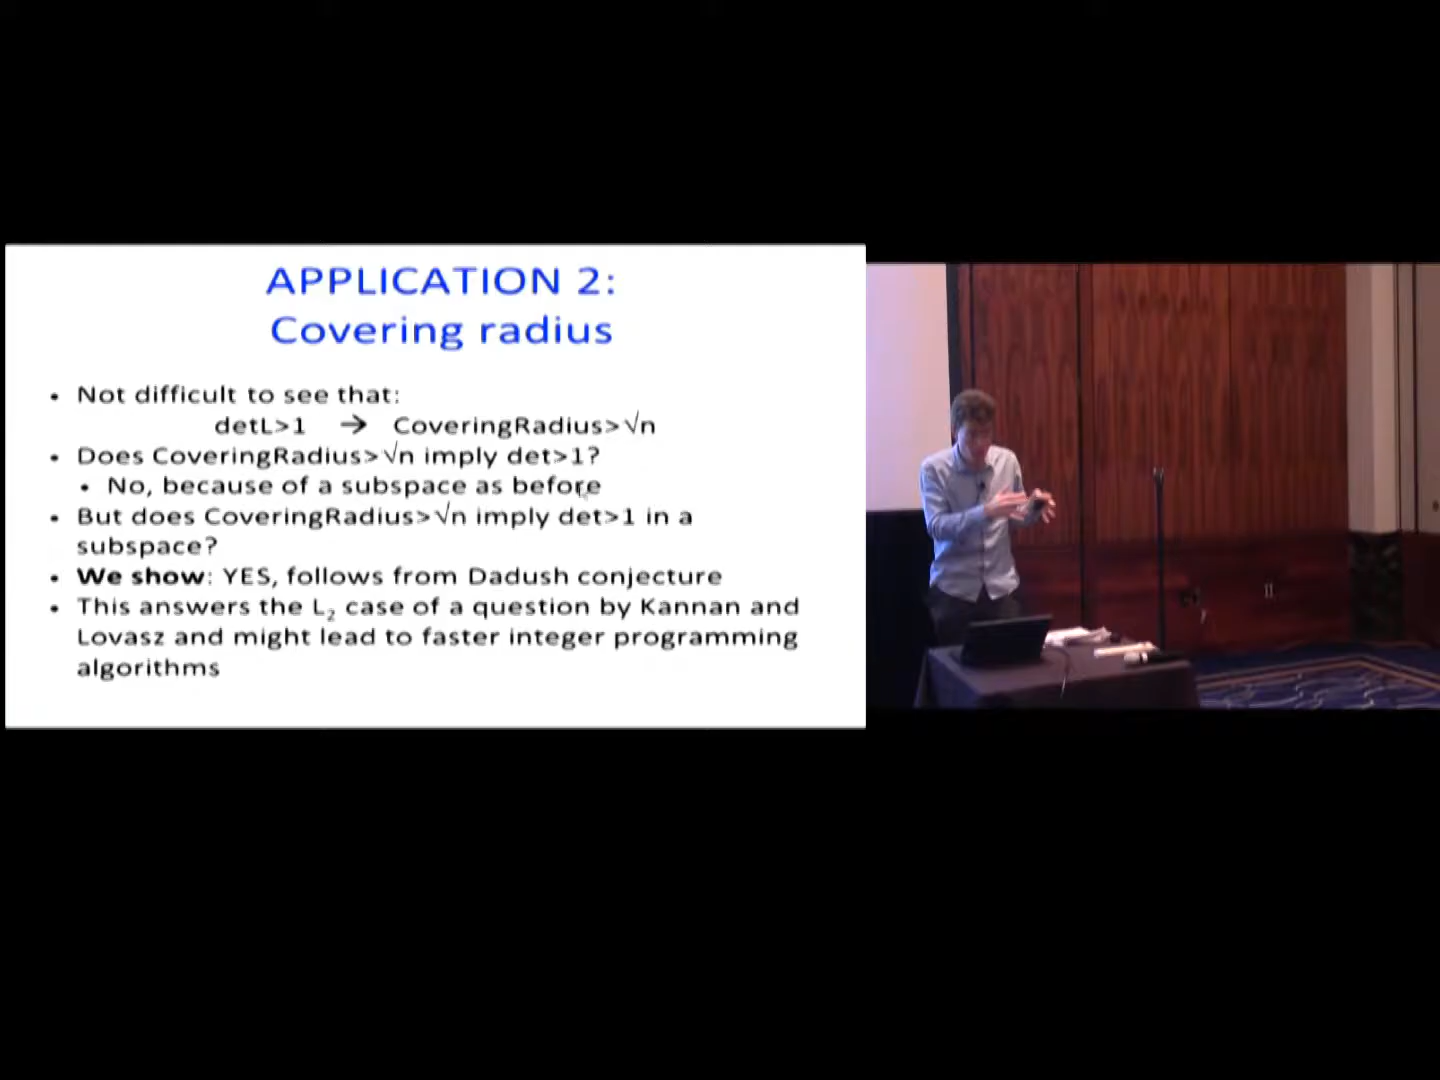 APPLICATION 2:
Covering radius
• Not difficult to see that:
detL>1 → CoveringRadius>√n
• Does CoveringRadius>√n imply det>1?
• No, because of a subspace as before
• But does CoveringRadius>√n imply det>1 in a
subspace?
• We show: YES, follows from Dadush conjecture
• This answers the L₂ case of a question by Kannan and
Lovasz and might lead to faster integer programming
algorithms